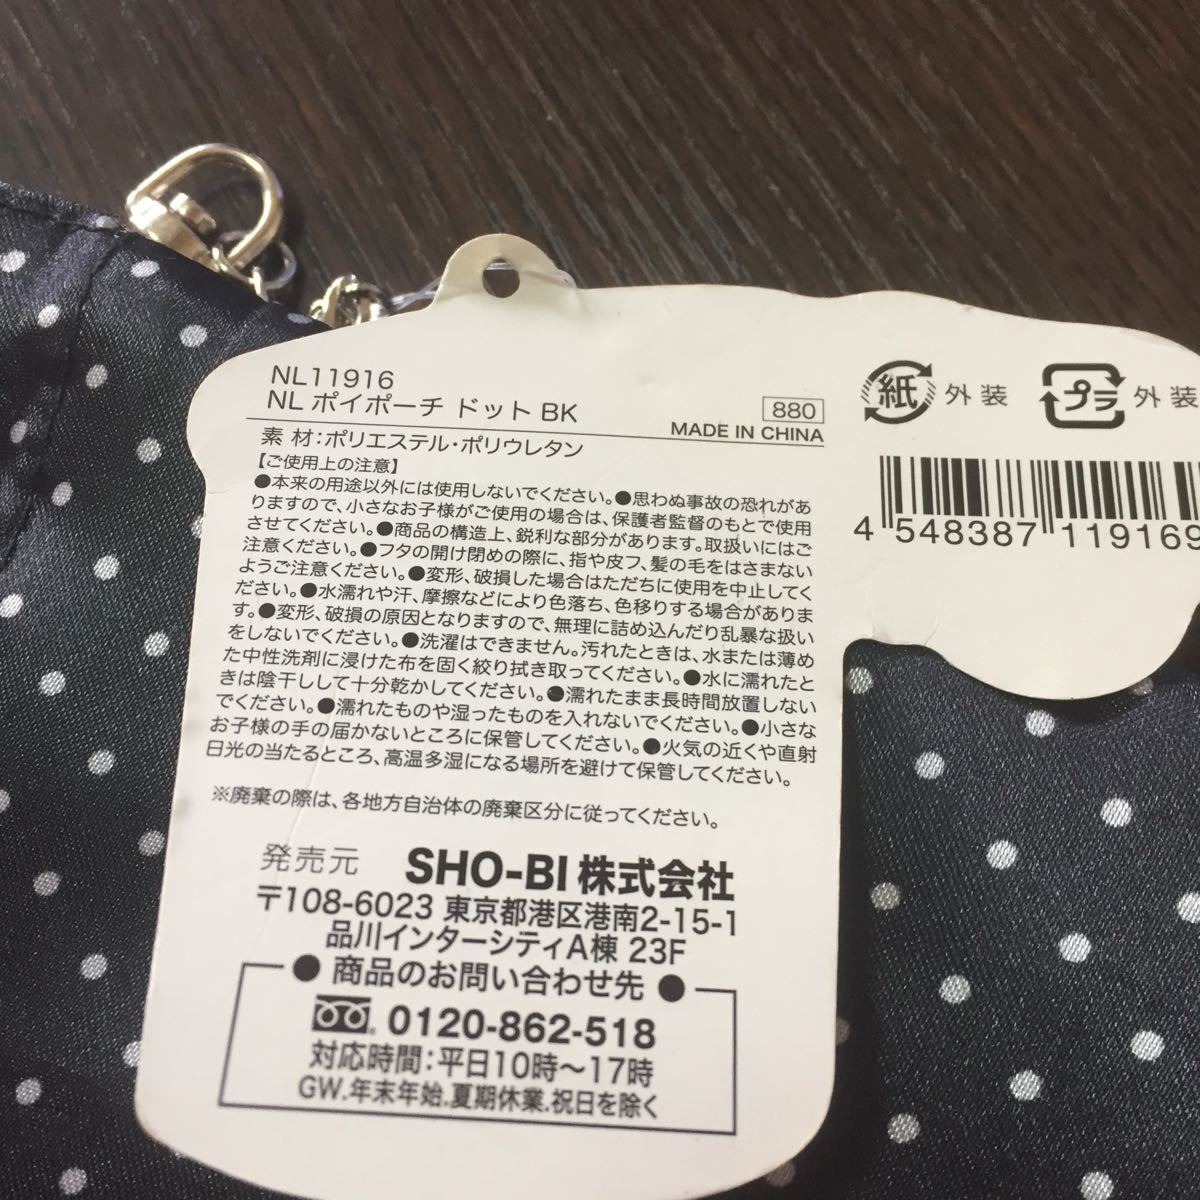 NL11916
NL ポイポーチ ドット BK
880
MADE IN CHINA
素 材：ポリエステル・ポリウレタン
【ご使用上の注意】
●本来の用途以外には使用しないでください。●思わぬ事故の恐れがあ
りますので、小さなお子様がご使用の場合は、保護者監督のもとで使用
させてください。●商品の構造上、鋭利な部分があります。取扱いにはご
注意ください。●フタの開け閉めの際に、指や皮フ、髪の毛をはさまない
ようご注意ください。●変形、破損した場合はただちに使用を中止してく
ださい。●水濡れや汗、摩擦などにより色落ち、色移りする場合がありま
す。●変形、破損の原因となりますので、無理に詰め込んだり乱暴な扱い
をしないでください。●洗濯はできません。汚れたときは、水または薄め
た中性洗剤に浸けた布を固く絞り拭き取ってください。●水に濡れたと
きは陰干しして十分乾かしてください。●濡れたまま長時間放置しない
でください。●濡れたものや湿ったものを入れないでください。●小さな
お子様の手の届かないところに保管してください。●火気の近くや直射
日光の当たるところ、高温多湿になる場所を避けて保管してください。
※廃棄の際は、各地方自治体の廃棄区分に従ってください。
発売元 SHO-BI 株式会社
〒108-6023 東京都港区港南2-15-1
品川インターシティA棟 23F
● 商品のお問い合わせ先 ●
0120-862-518
対応時間：平日10時～17時
GW.年末年始.夏期休業.祝日を除く
紙 外装
プラ 外装
4 548387 119169